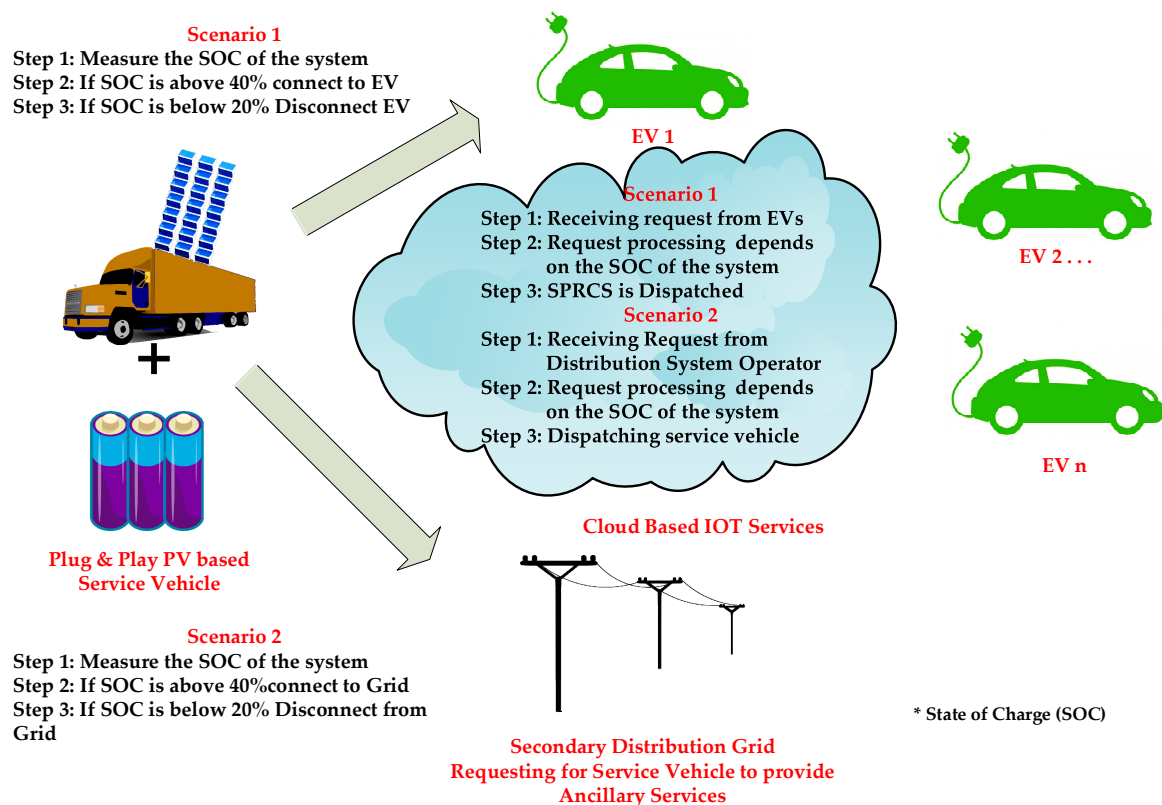 Scenario 1
Step 1: Measure the SOC of the system
Step 2: If SOC is above 40% connect to EV
Step 3: If SOC is below 20% Disconnect EV
EV 1
EV 2 . . .
EV n
Scenario 1
Step 1: Receiving request from EVs
Step 2: Request processing depends
on the SOC of the system
Step 3: SPRCS is Dispatched
Scenario 2
Step 1: Receiving Request from
Distribution System Operator
Step 2: Request processing depends
on the SOC of the system
Step 3: Dispatching service vehicle
Cloud Based IOT Services
Plug & Play PV based
Service Vehicle
Scenario 2
Step 1: Measure the SOC of the system
Step 2: If SOC is above 40%connect to Grid
Step 3: If SOC is below 20% Disconnect from
Grid
* State of Charge (SOC)
Secondary Distribution Grid
Requesting for Service Vehicle to provide
Ancillary Services